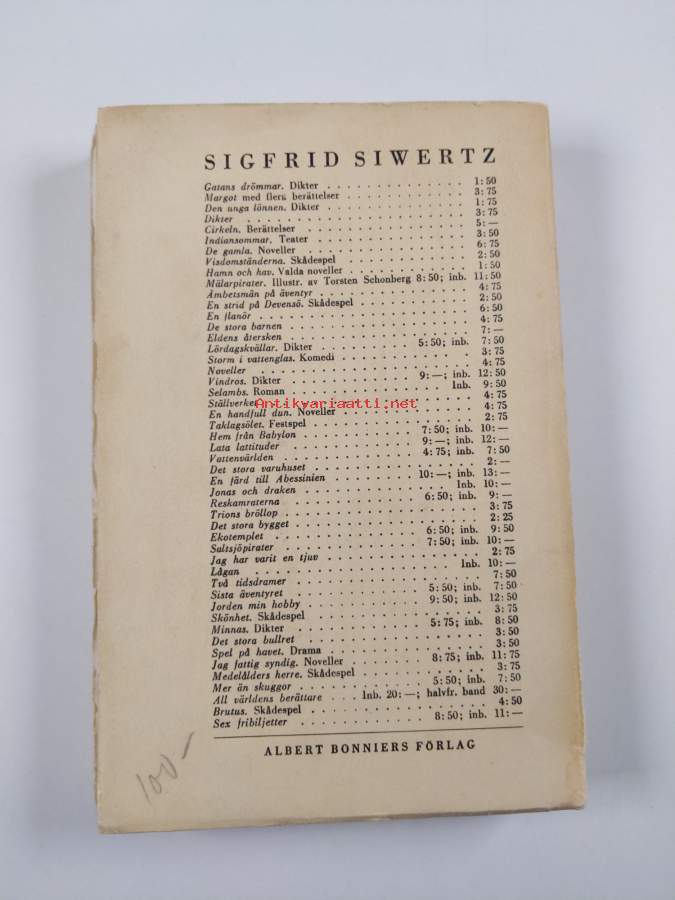 SIGFRID SIWERTZ
Gatans drömmar. Dikter . . . . . . . . . . . . . 1:50
Margot med flera berättelser . . . . . . . . . . . 3:75
Den unga lönnen. Dikter . . . . . . . . . . . . . 1:75
Dikter . . . . . . . . . . . . . . . . . . . . 3:75
Cirkeln. Berättelser . . . . . . . . . . . . . . 5:—
Indiansommar. Teater . . . . . . . . . . . . . . 3:50
De gamla. Noveller . . . . . . . . . . . . . . . 6:75
Visdomständerna. Skådespel . . . . . . . . . . . 2:50
Hamn och hav. Valda noveller . . . . . . . . . . . 1:50
Mälarpirater. Illustr. av Torsten Schonberg 8:50; inb. 11:50
Ämbetsmän på äventyr . . . . . . . . . . . . . . 4:75
En strid på Devensö. Skådespel . . . . . . . . . . 2:50
En flanör . . . . . . . . . . . . . . . . . . . 6:50
De stora barnen . . . . . . . . . . . . . . . . 4:75
Eldens återsken . . . . . . . . . . . . . . . . 7:—
Lördagskvällar. Dikter . . . . . . . . 5:50; inb. 7:50
Storm i vattenglas. Komedi . . . . . . . . . . . 3:75
Noveller . . . . . . . . . . . . . . . . . . . 4:75
Vindros. Dikter . . . . . . . . . . . 9:—; inb. 12:50
Selambs. Roman . . . . . . . . . . . . . Inb. 9:50
Ställverken . . . . . . . . . . . . . . . . . . 4:75
Antikvariaatti.net
En handfull dun. Noveller . . . . . . . . . . . . 4:75
Taklagsölet. Festspel . . . . . . . . . . . . . . 2:75
Hem från Babylon . . . . . . . . . . 7:50; inb. 10:—
Lata lattituder . . . . . . . . . . . 9:—; inb. 12:—
Vattenvärlden . . . . . . . . . . . . 4:75; inb. 7:50
Det stora varuhuset . . . . . . . . . . . . . . . 2:—
En färd till Abessinien . . . . . . . . 10:—; inb. 13:—
Jonas och draken . . . . . . . . . . . . . Inb. 10:—
Reskamraterna . . . . . . . . . . . . 6:50; inb. 9:—
Trions bröllop . . . . . . . . . . . . . . . . . 3:75
Det stora bygget . . . . . . . . . . . . . . . . 2:25
Ekotemplet . . . . . . . . . . . . . 6:50; inb. 9:50
Saltsjöpirater . . . . . . . . . . . 7:50; inb. 10:—
Jag har varit en tjuv . . . . . . . . . . . . . . 2:75
Lågan . . . . . . . . . . . . . . . . . Inb. 10:—
Två tidsdramer . . . . . . . . . . . . . . . . . 7:50
Sista äventyret . . . . . . . . . . . 5:50; inb. 7:50
Jorden min hobby . . . . . . . . . . 9:50; inb. 12:50
Skönhet. Skådespel . . . . . . . . . . . . . . . 3:75
Minnas. Dikter . . . . . . . . . . . 5:75; inb. 8:50
Det stora bullret . . . . . . . . . . . . . . . . 3:50
Spel på havet. Drama . . . . . . . . . . . . . . 3:50
Jag fattig syndig. Noveller . . . . . . 8:75; inb. 11:75
Medelålders herre. Skådespel . . . . . . . . . . . 3:75
Mer än skuggor . . . . . . . . . . . 5:50; inb. 7:50
All världens berättare . . . Inb. 20:—; halvfr. band 30:—
Brutus. Skådespel . . . . . . . . . . . . . . . . 4:50
Sex fribiljetter . . . . . . . . . . . 8:50; inb. 11:—
ALBERT BONNIERS FÖRLAG
100-